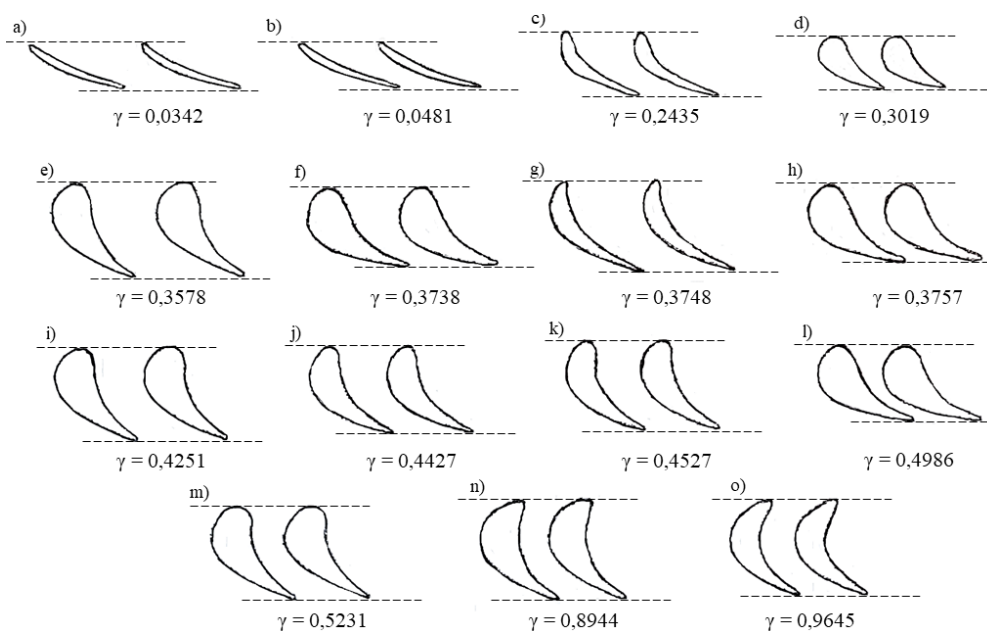 a) b) c) d)
γ = 0,0342 γ = 0,0481 γ = 0,2435 γ = 0,3019
e) f) g) h)
γ = 0,3578 γ = 0,3738 γ = 0,3748 γ = 0,3757
i) j) k) l)
γ = 0,4251 γ = 0,4427 γ = 0,4527 γ = 0,4986
m) n) o)
γ = 0,5231 γ = 0,8944 γ = 0,9645